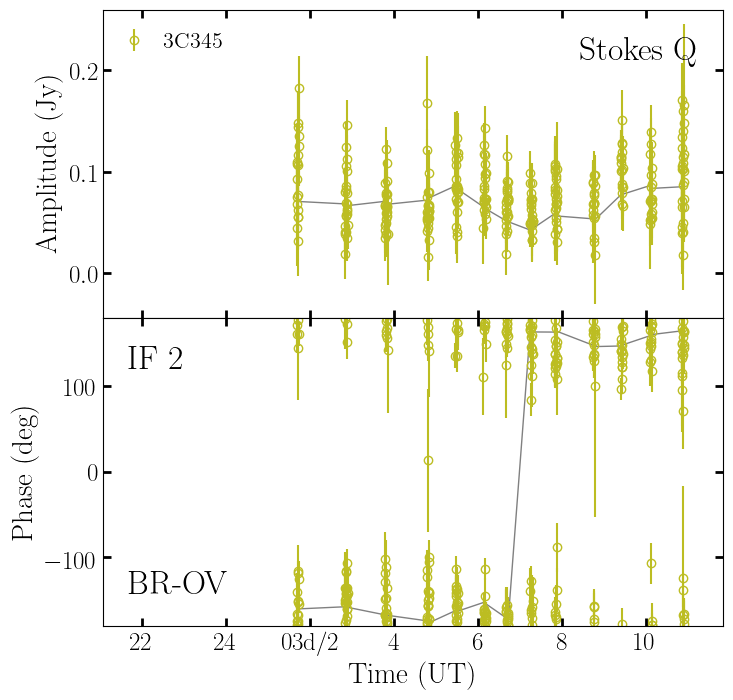 3C345
Stokes Q
Amplitude (Jy)
0.2
0.1
0.0
IF 2
BR-OV
Phase (deg)
100
0
−100
22 24 03d/2 4 6 8 10
Time (UT)